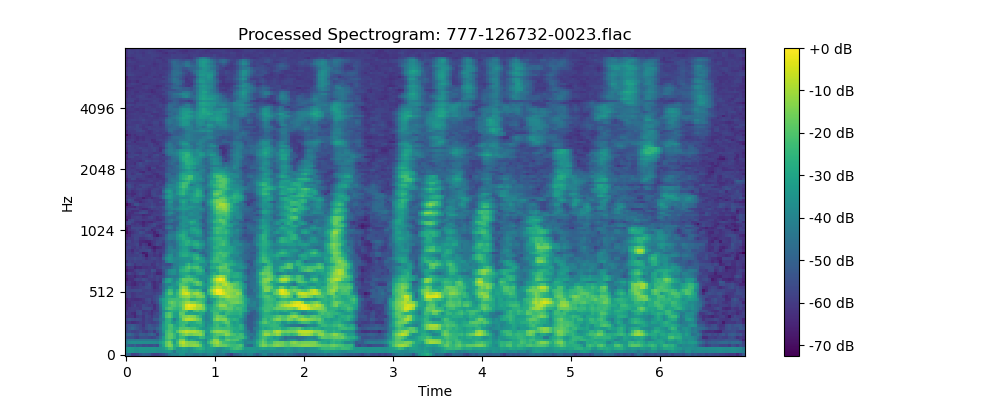 Processed Spectrogram: 777-126732-0023.flac
Hz
4096
2048
1024
512
0
0 1 2 3 4 5 6
Time
+0 dB
-10 dB
-20 dB
-30 dB
-40 dB
-50 dB
-60 dB
-70 dB